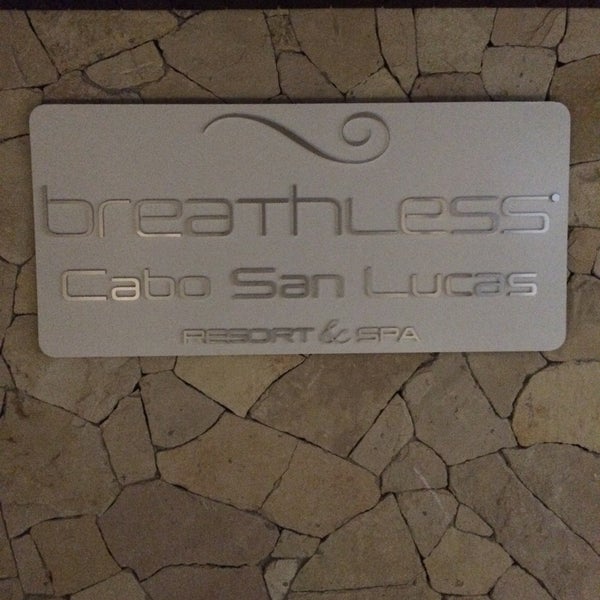 breathless
Cabo San Lucas
RESORT & SPA